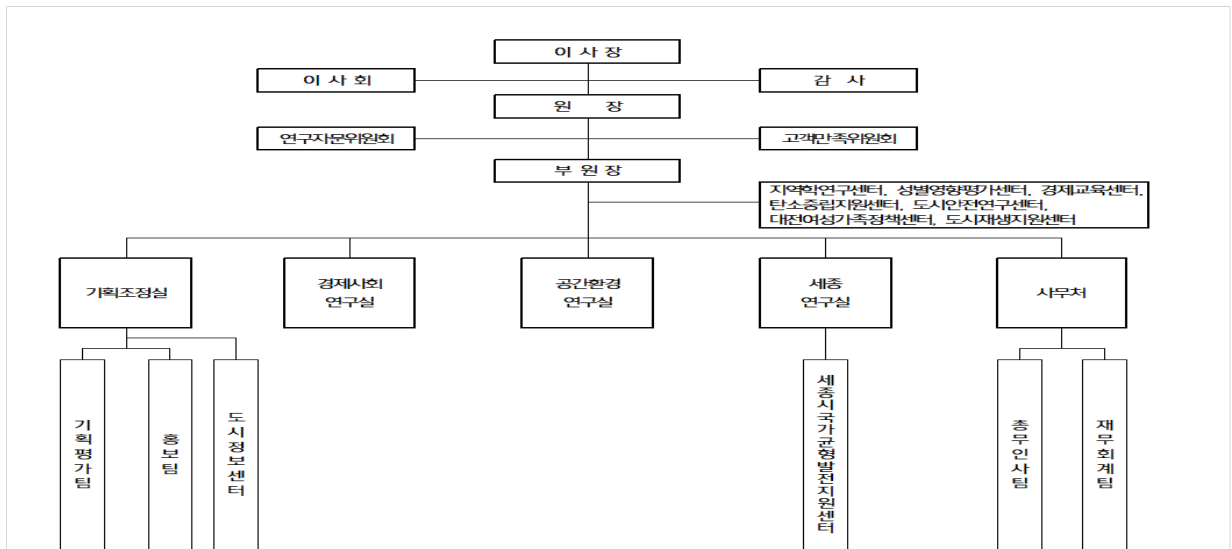 이 사 장
이 사 회
감 사
원 장
연구자문위원회
고객만족위원회
부 원 장
지역학연구센터, 성별영향평가센터, 경제교육센터,
탄소중립지원센터, 도시안전연구센터,
대전여성가족정책센터, 도시재생지원센터
기획조정실
경제사회
연구실
공간환경
연구실
세종
연구실
사무처
기획평가팀
홍보팀
도시정보센터
세종시국가균형발전지원센터
총무인사팀
재무회계팀